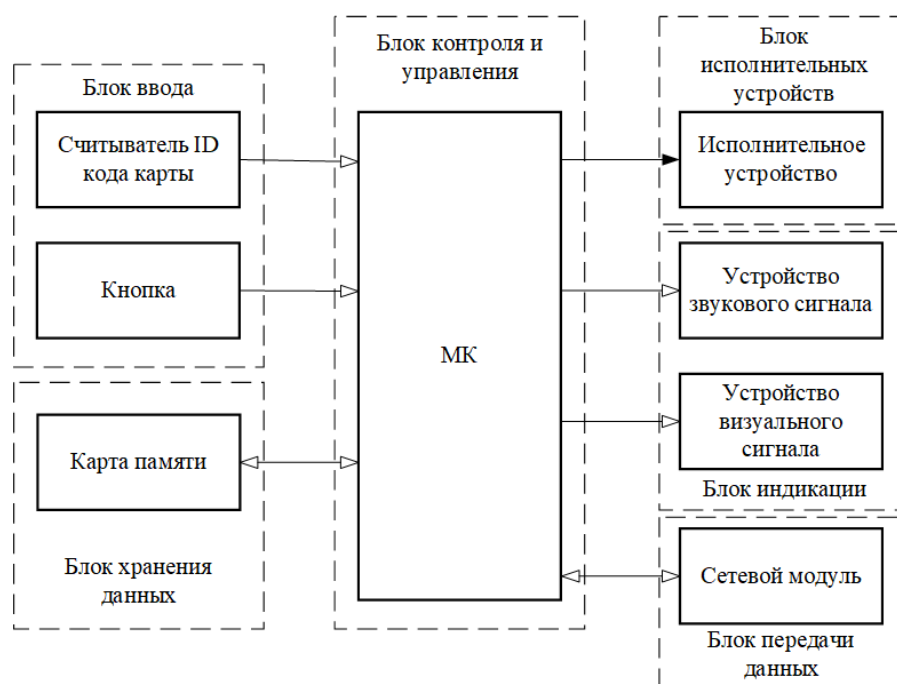 Блок ввода
Считыватель ID
кода карты
Кнопка
Карта памяти
Блок хранения
данных
Блок контроля и
управления
МК
Блок
исполнительных
устройств
Исполнительное
устройство
Устройство
звукового сигнала
Устройство
визуального
сигнала
Блок индикации
Сетевой модуль
Блок передачи
данных